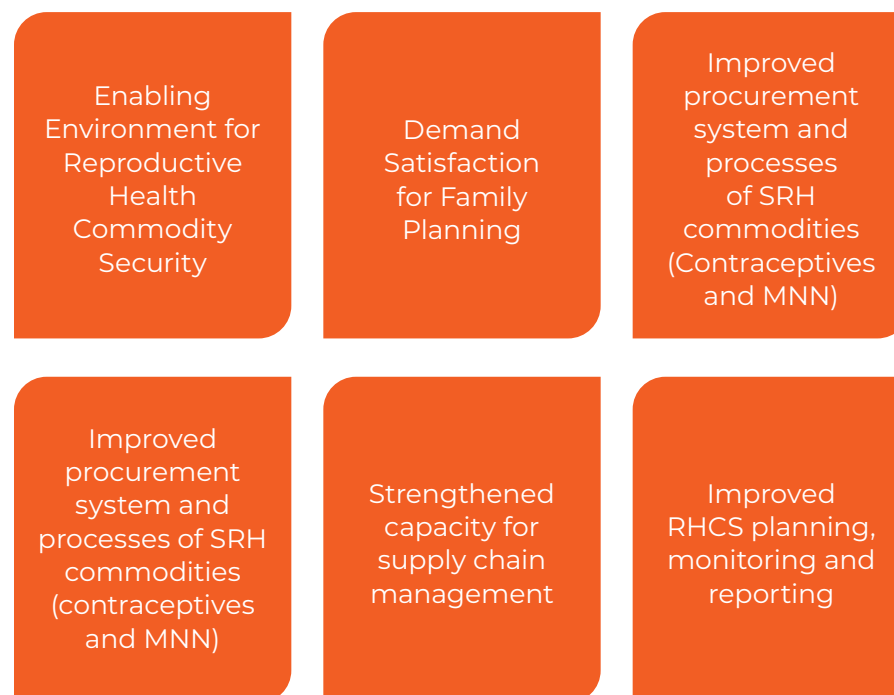 Enabling
Environment for
Reproductive
Health
Commodity
Security
Demand
Satisfaction
for Family
Planning
Improved
procurement
system and
processes
of SRH
commodities
(Contraceptives
and MNN)
Improved
procurement
system and
processes of SRH
commodities
(contraceptives
and MNN)
Strengthened
capacity for
supply chain
management
Improved
RHCS planning,
monitoring and
reporting